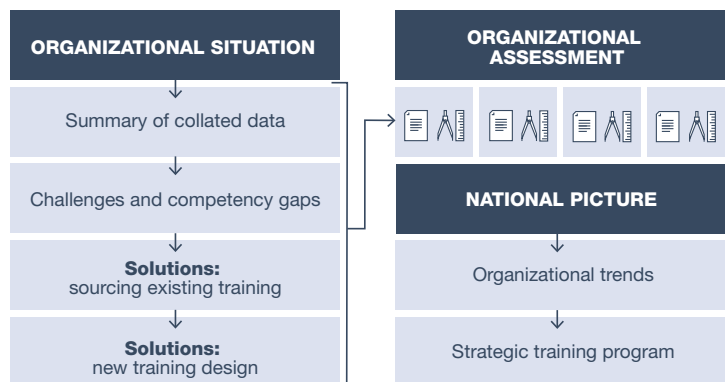 ORGANIZATIONAL SITUATION
Summary of collated data
Challenges and competency gaps
Solutions:
sourcing existing training
Solutions:
new training design
ORGANIZATIONAL
ASSESSMENT
NATIONAL PICTURE
Organizational trends
Strategic training program